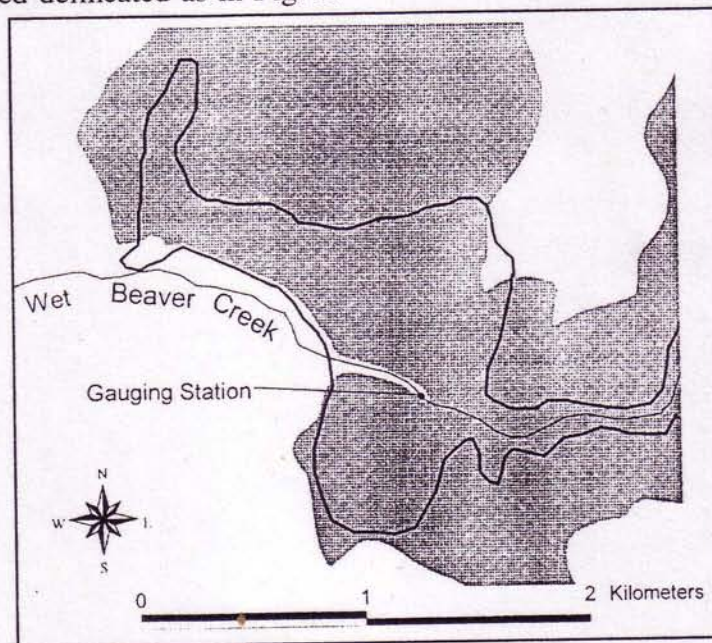 ed delineated as in Fig
Wet Beaver Creek
Gauging Station
N
W E
S
0 1 2 Kilometers